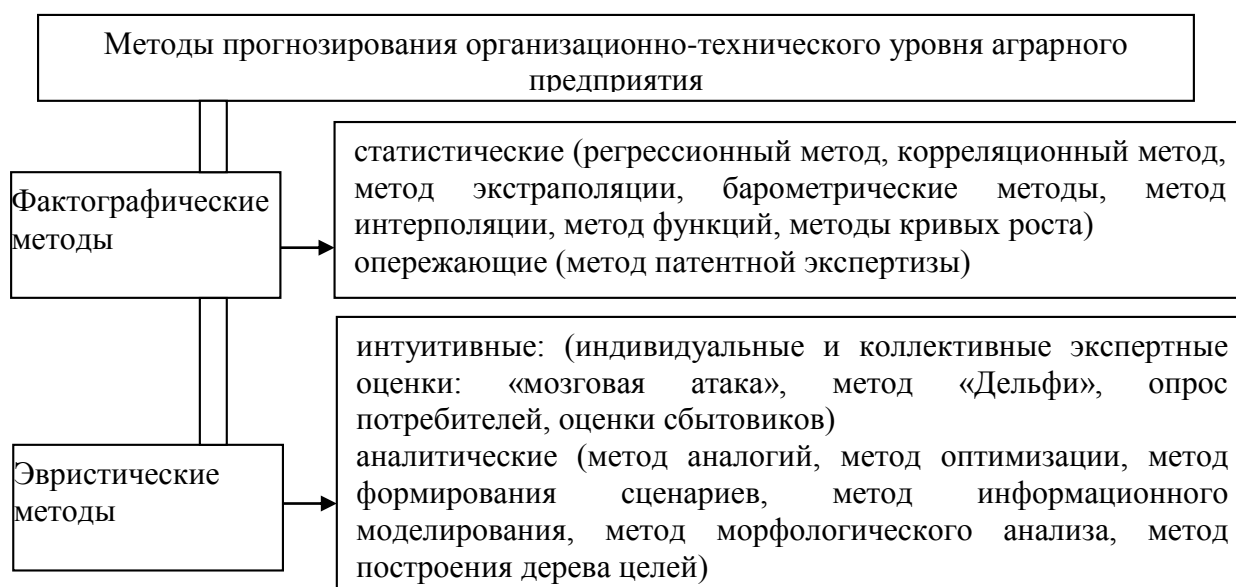 Методы прогнозирования организационно-технического уровня аграрного
предприятия
Фактографические
методы
статистические (регрессионный метод, корреляционный метод,
метод экстраполяции, барометрические методы, метод
интерполяции, метод функций, методы кривых роста)
опережающие (метод патентной экспертизы)
Эвристические
методы
интуитивные: (индивидуальные и коллективные экспертные
оценки: «мозговая атака», метод «Дельфи», опрос
потребителей, оценки сбытовиков)
аналитические (метод аналогий, метод оптимизации, метод
формирования сценариев, метод информационного
моделирования, метод морфологического анализа, метод
построения дерева целей)